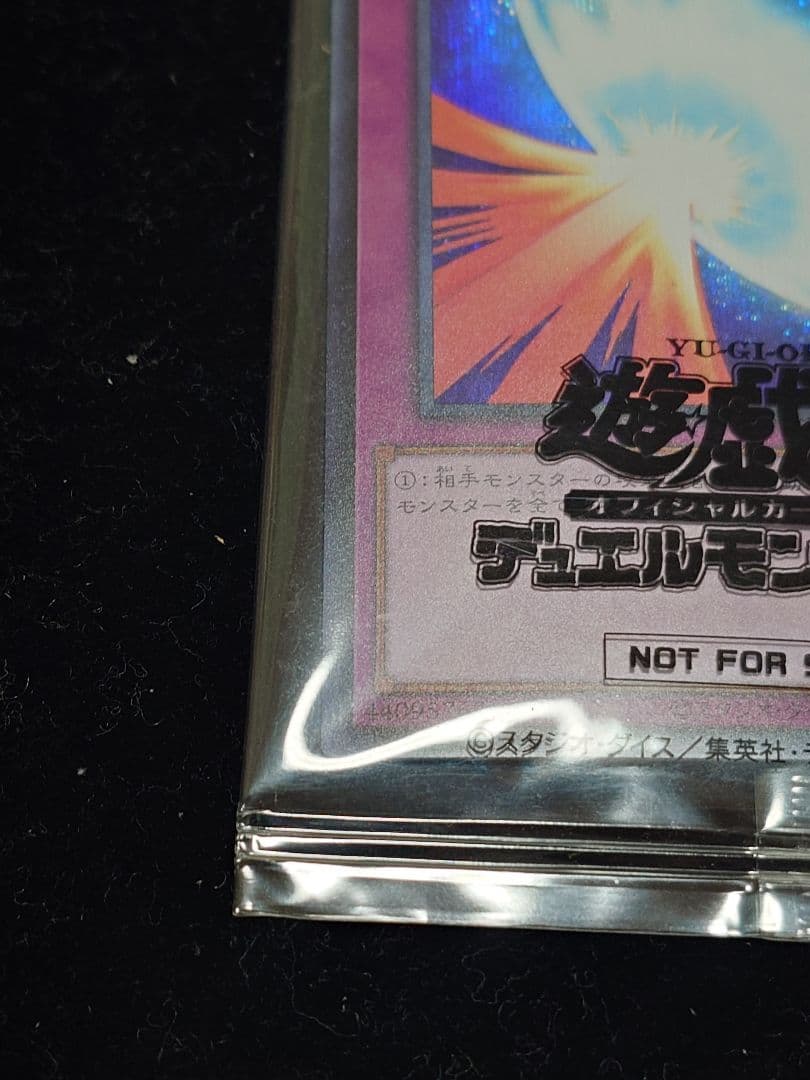 YU-GI-O
遊戯
①:相手モンスターの
オフィシャルカー
モンスターを全て
デュエルモン
NOT FOR
©スタジオ・ダイス/集英社・